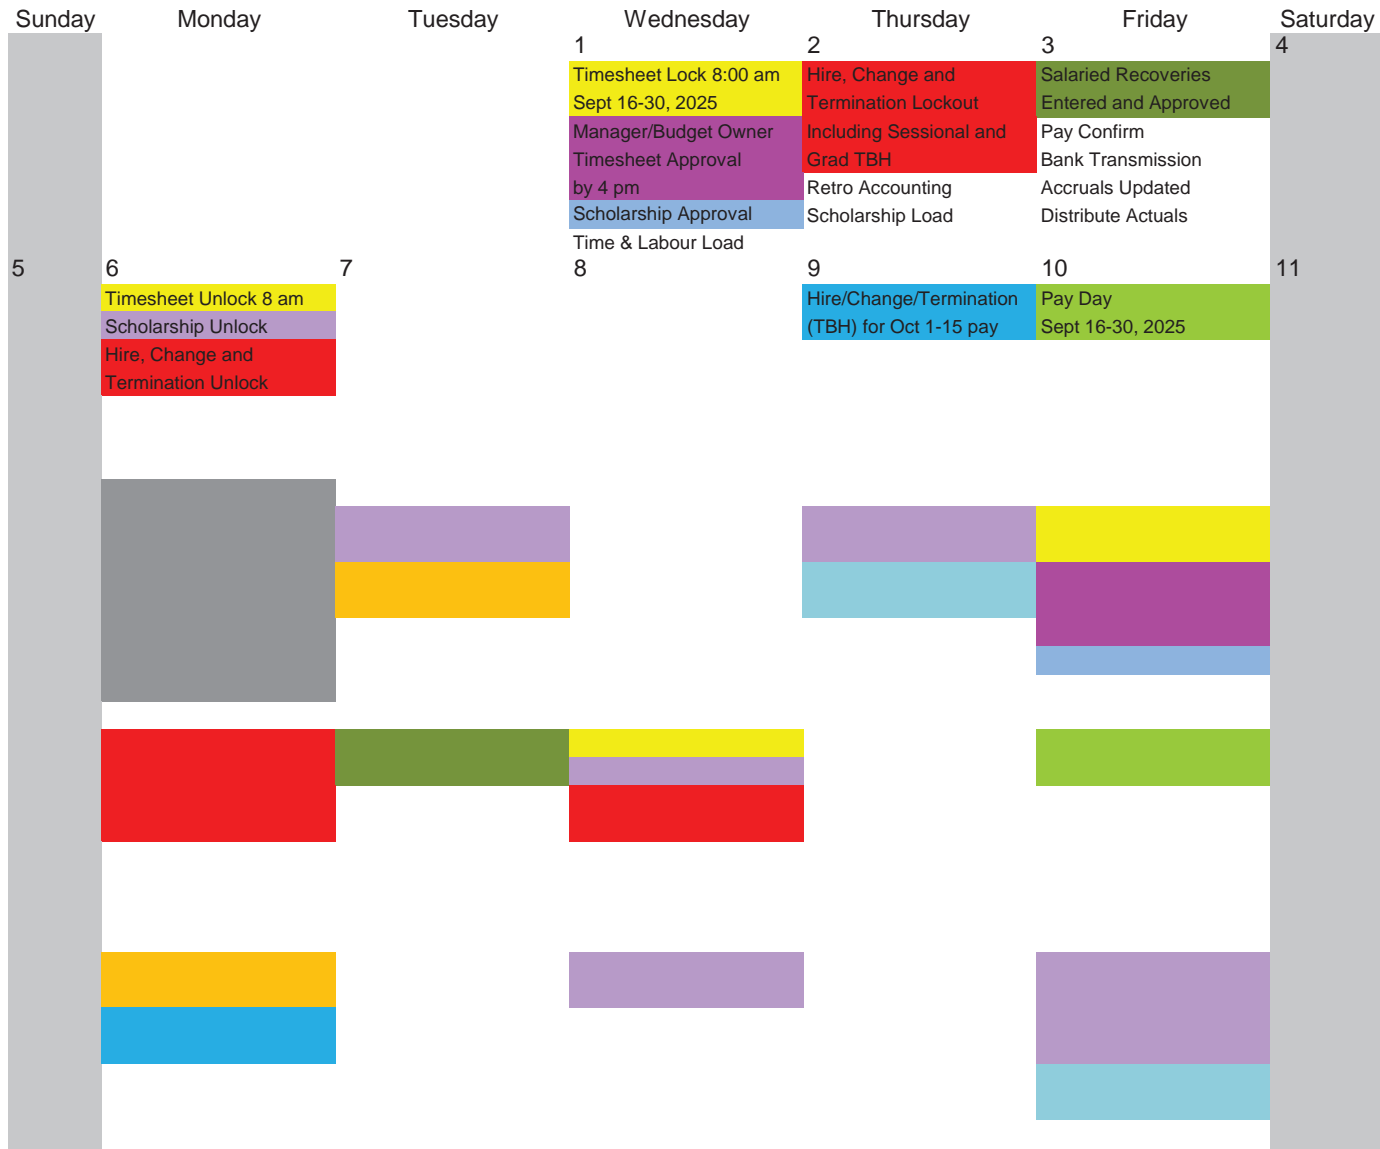 Sunday Monday Tuesday Wednesday Thursday Friday Saturday
1 2 3 4
Timesheet Lock 8:00 am
Sept 16-30, 2025
Manager/Budget Owner
Timesheet Approval
by 4 pm
Scholarship Approval
Time & Labour Load
Hire, Change and
Termination Lockout
Including Sessional and
Grad TBH
Retro Accounting
Scholarship Load
Salaried Recoveries
Entered and Approved
Pay Confirm
Bank Transmission
Accruals Updated
Distribute Actuals
5 6 7 8 9 10 11
Timesheet Unlock 8 am
Scholarship Unlock
Hire, Change and
Termination Unlock
Hire/Change/Termination
(TBH) for Oct 1-15 pay
Pay Day
Sept 16-30, 2025